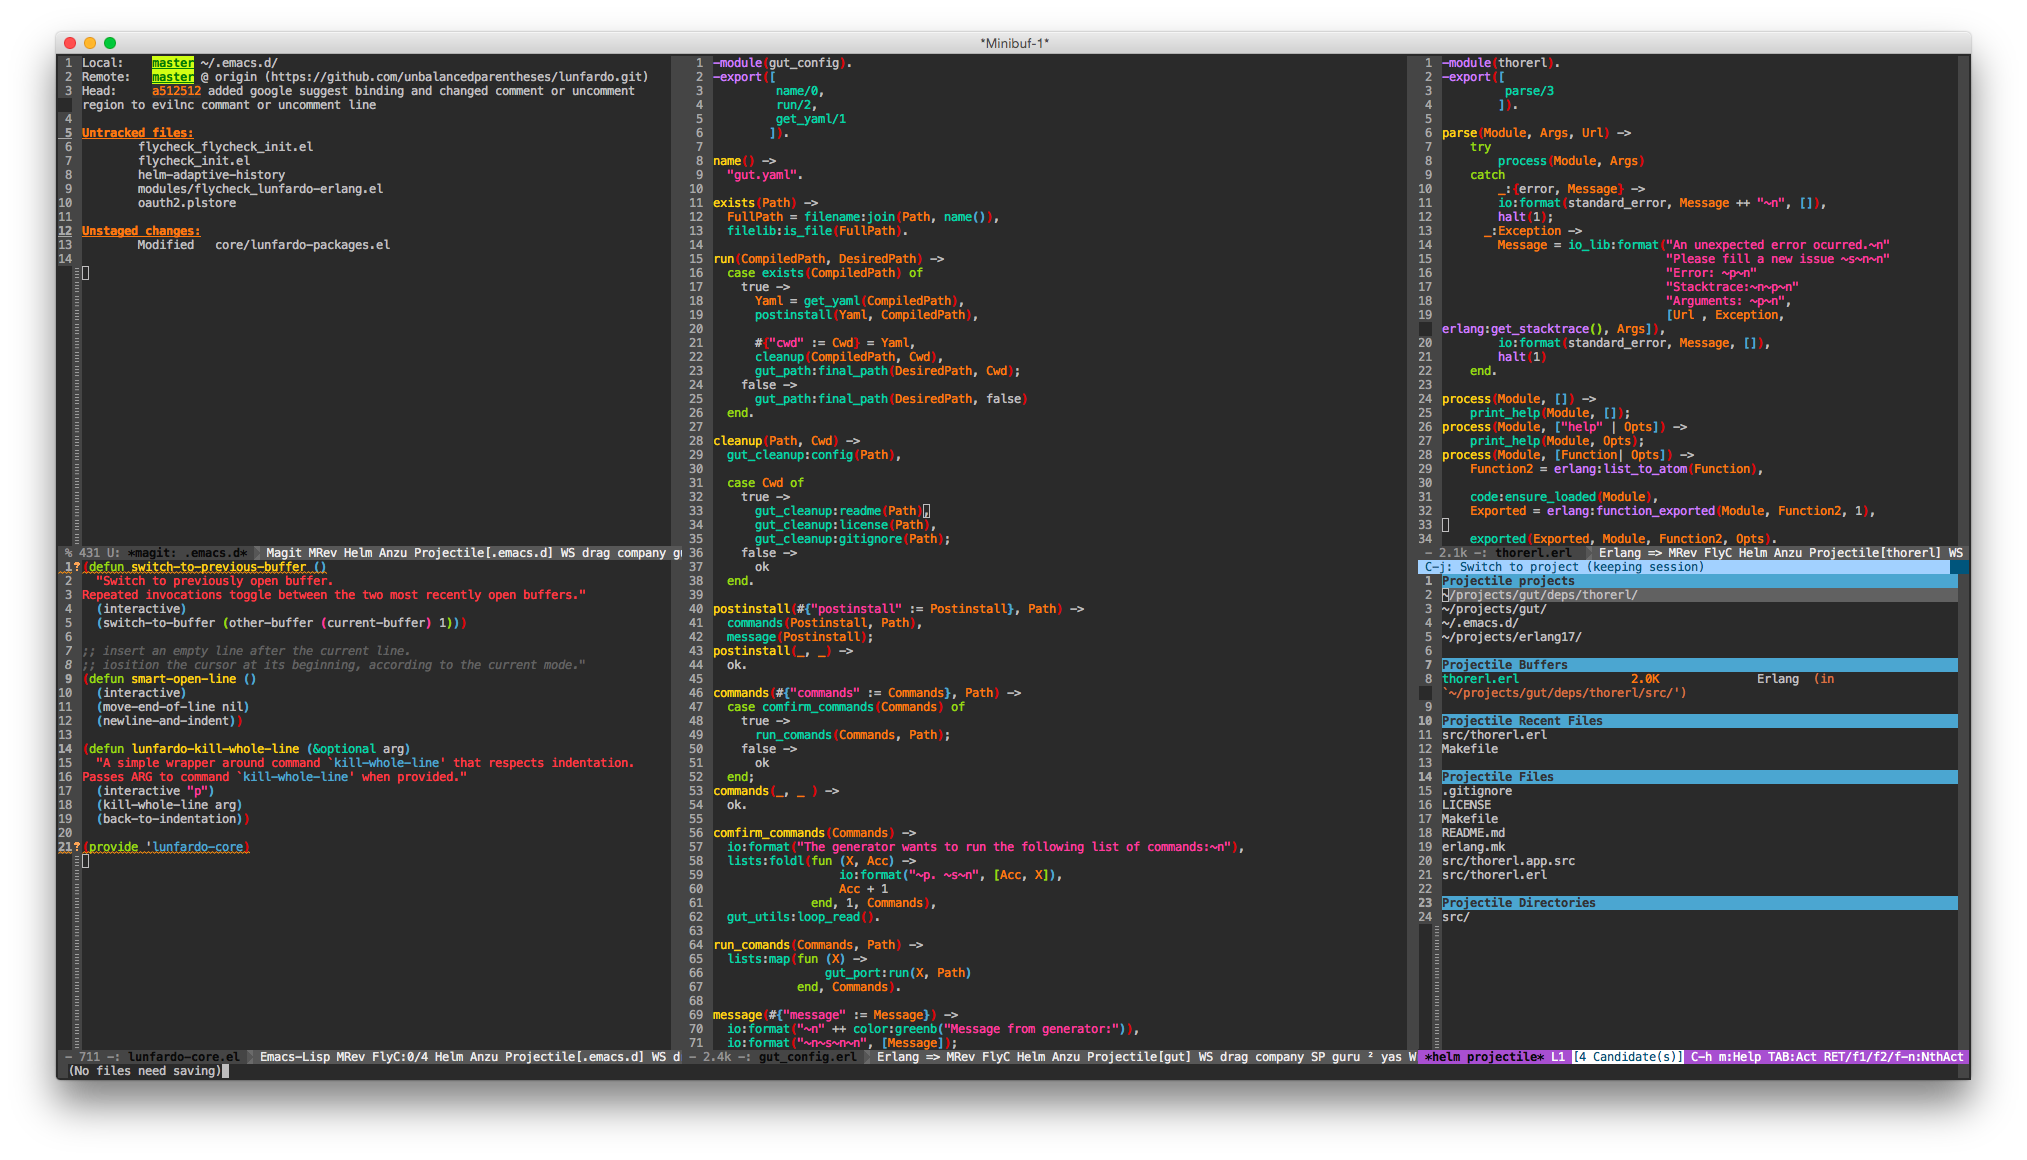 *Minibuf-1*
1 Local:    master ~/.emacs.d/
2 Remote:   master @ origin (https://github.com/unbalancedparentheses/lunfardo.git)
3 Head:     a512512 added google suggest binding and changed comment or uncomment
region to evilnc commant or uncomment line
4
5 Untracked files:
6         flycheck_flycheck_init.el
7         flycheck_init.el
8         helm-adaptive-history
9         modules/flycheck_lunfardo-erlang.el
10         oauth2.plstore
11
12 Unstaged changes:
13         Modified   core/lunfardo-packages.el
14
% 431 U: *magit: .emacs.d*  Magit MRev Helm Anzu Projectile[.emacs.d] WS drag company gu
1?(defun switch-to-previous-buffer ()
2   "Switch to previously open buffer.
3 Repeated invocations toggle between the two most recently open buffers."
4   (interactive)
5   (switch-to-buffer (other-buffer (current-buffer) 1)))
6
7 ;; insert an empty line after the current line.
8 ;; iosition the cursor at its beginning, according to the current mode."
9 (defun smart-open-line ()
10   (interactive)
11   (move-end-of-line nil)
12   (newline-and-indent))
13
14 (defun lunfardo-kill-whole-line (&optional arg)
15   "A simple wrapper around command `kill-whole-line' that respects indentation.
16 Passes ARG to command `kill-whole-line' when provided."
17   (interactive "p")
18   (kill-whole-line arg)
19   (back-to-indentation))
20
21?(provide 'lunfardo-core)
- 711 -: lunfardo-core.el  Emacs-Lisp MRev FlyC:0/4 Helm Anzu Projectile[.emacs.d] WS d
(No files need saving)
1 -module(gut_config).
2 -export([
3          name/0,
4          run/2,
5          get_yaml/1
6         ]).
7
8 name() ->
9   "gut.yaml".
10
11 exists(Path) ->
12   FullPath = filename:join(Path, name()),
13   filelib:is_file(FullPath).
14
15 run(CompiledPath, DesiredPath) ->
16   case exists(CompiledPath) of
17     true ->
18       Yaml = get_yaml(CompiledPath),
19       postinstall(Yaml, CompiledPath),
20
21       #{"cwd" := Cwd} = Yaml,
22       cleanup(CompiledPath, Cwd),
23       gut_path:final_path(DesiredPath, Cwd);
24     false ->
25       gut_path:final_path(DesiredPath, false)
26   end.
27
28 cleanup(Path, Cwd) ->
29   gut_cleanup:config(Path),
30
31   case Cwd of
32     true ->
33       gut_cleanup:readme(Path),
34       gut_cleanup:license(Path),
35       gut_cleanup:gitignore(Path);
36     false ->
37       ok
38   end.
39
40 postinstall(#{"postinstall" := Postinstall}, Path) ->
41   commands(Postinstall, Path),
42   message(Postinstall);
43 postinstall(_, _) ->
44   ok.
45
46 commands(#{"commands" := Commands}, Path) ->
47   case comfirm_commands(Commands) of
48     true ->
49       run_comands(Commands, Path);
50     false ->
51       ok
52   end;
53 commands(_, _ ) ->
54   ok.
55
56 comfirm_commands(Commands) ->
57   io:format("The generator wants to run the following list of commands:~n"),
58   lists:foldl(fun (X, Acc) ->
59                   io:format("~p. ~s~n", [Acc, X]),
60                   Acc + 1
61               end, 1, Commands),
62   gut_utils:loop_read().
63
64 run_comands(Commands, Path) ->
65   lists:map(fun (X) ->
66                 gut_port:run(X, Path)
67             end, Commands).
68
69 message(#{"message" := Message}) ->
70   io:format("~n" ++ color:greenb("Message from generator:")),
71   io:format("~n~s~n~n", [Message]);
- 2.4k -: gut_config.erl  Erlang => MRev FlyC Helm Anzu Projectile[gut] WS drag company SP guru ² yas W
1 -module(thorerl).
2 -export([
3          parse/3
4         ]).
5
6 parse(Module, Args, Url) ->
7     try
8         process(Module, Args)
9     catch
10         _:{error, Message} ->
11         io:format(standard_error, Message ++ "~n", []),
12         halt(1);
13       _:Exception ->
14         Message = io_lib:format("An unexpected error ocurred.~n"
15                                 "Please fill a new issue ~s~n~n"
16                                 "Error: ~p~n"
17                                 "Stacktrace:~n~p~n"
18                                 "Arguments: ~p~n",
19                                 [Url , Exception,
erlang:get_stacktrace(), Args]),
20         io:format(standard_error, Message, []),
21         halt(1)
22     end.
23
24 process(Module, []) ->
25     print_help(Module, []);
26 process(Module, ["help" | Opts]) ->
27     print_help(Module, Opts);
28 process(Module, [Function| Opts]) ->
29     Function2 = erlang:list_to_atom(Function),
30
31     code:ensure_loaded(Module),
32     Exported = erlang:function_exported(Module, Function2, 1),
33
34     exported(Exported, Module, Function2, Opts).
- 2.1k -: thorerl.erl  Erlang => MRev FlyC Helm Anzu Projectile[thorerl] WS
C-j: Switch to project (keeping session)
1 Projectile projects
2 ~/projects/gut/deps/thorerl/
3 ~/projects/gut/
4 ~/.emacs.d/
5 ~/projects/erlang17/
6
7 Projectile Buffers
8 thorerl.erl                2.0K              Erlang  (in
`~/projects/gut/deps/thorerl/src/')
9
10 Projectile Recent Files
11 src/thorerl.erl
12 Makefile
13
14 Projectile Files
15 .gitignore
16 LICENSE
17 Makefile
18 README.md
19 erlang.mk
20 src/thorerl.app.src
21 src/thorerl.erl
22
23 Projectile Directories
24 src/
*helm projectile* L1 [4 Candidate(s)] C-h m:Help TAB:Act RET/f1/f2/f-n:NthAct